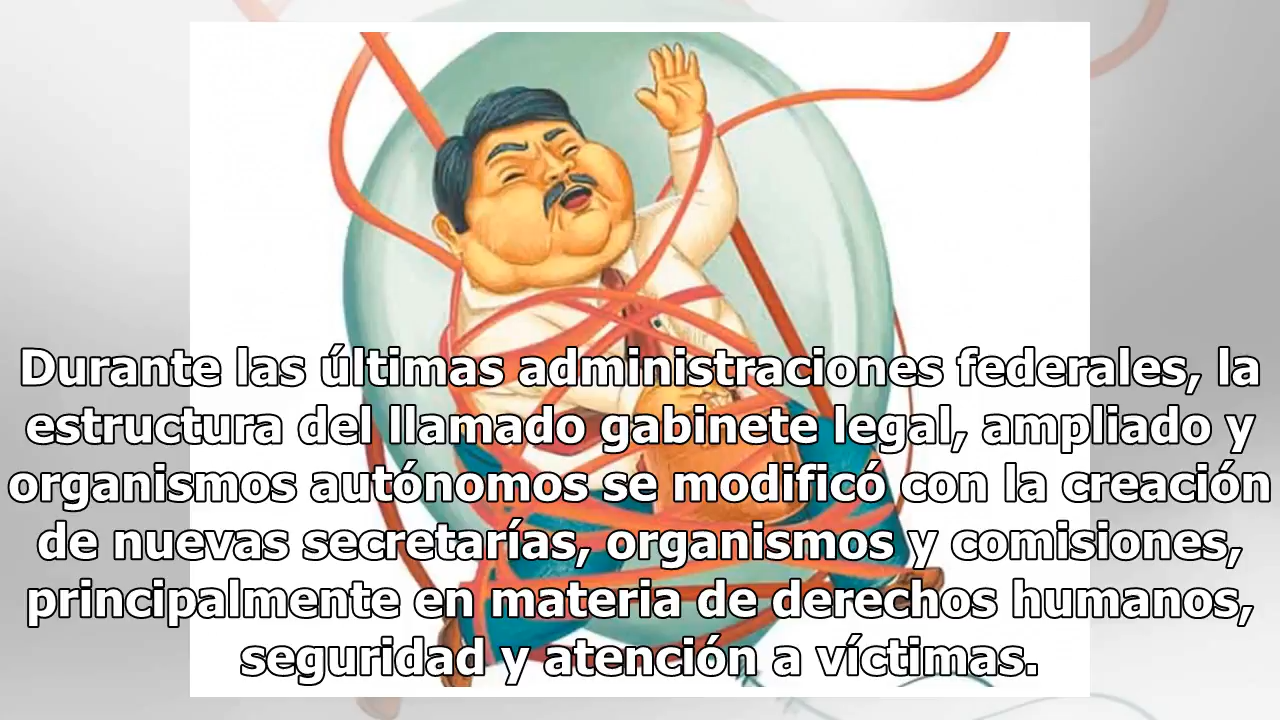 Durante las últimas administraciones federales, la
estructura del llamado gabinete legal, ampliado y
organismos autónomos se modificó con la creación
de nuevas secretarías, organismos y comisiones,
principalmente en materia de derechos humanos,
seguridad y atención a víctimas.